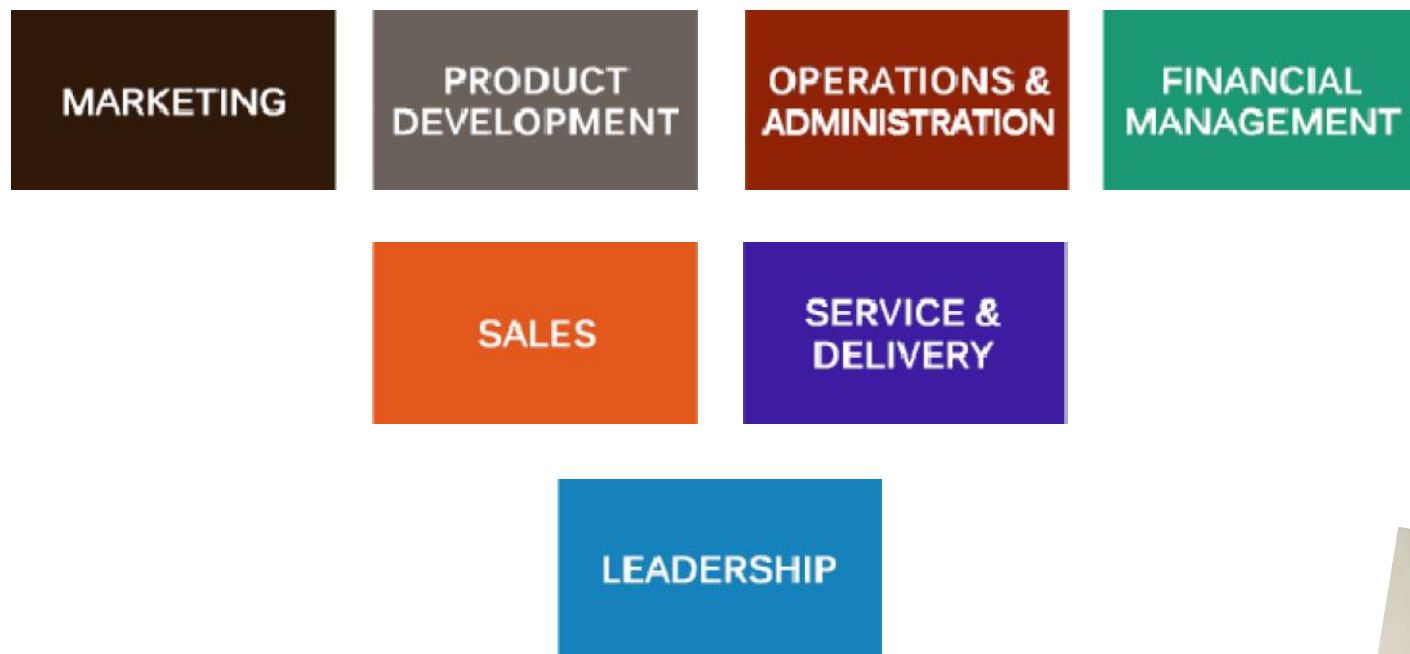 MARKETING
PRODUCT
DEVELOPMENT
OPERATIONS &
ADMINISTRATION
FINANCIAL
MANAGEMENT
SALES
SERVICE &
DELIVERY
LEADERSHIP